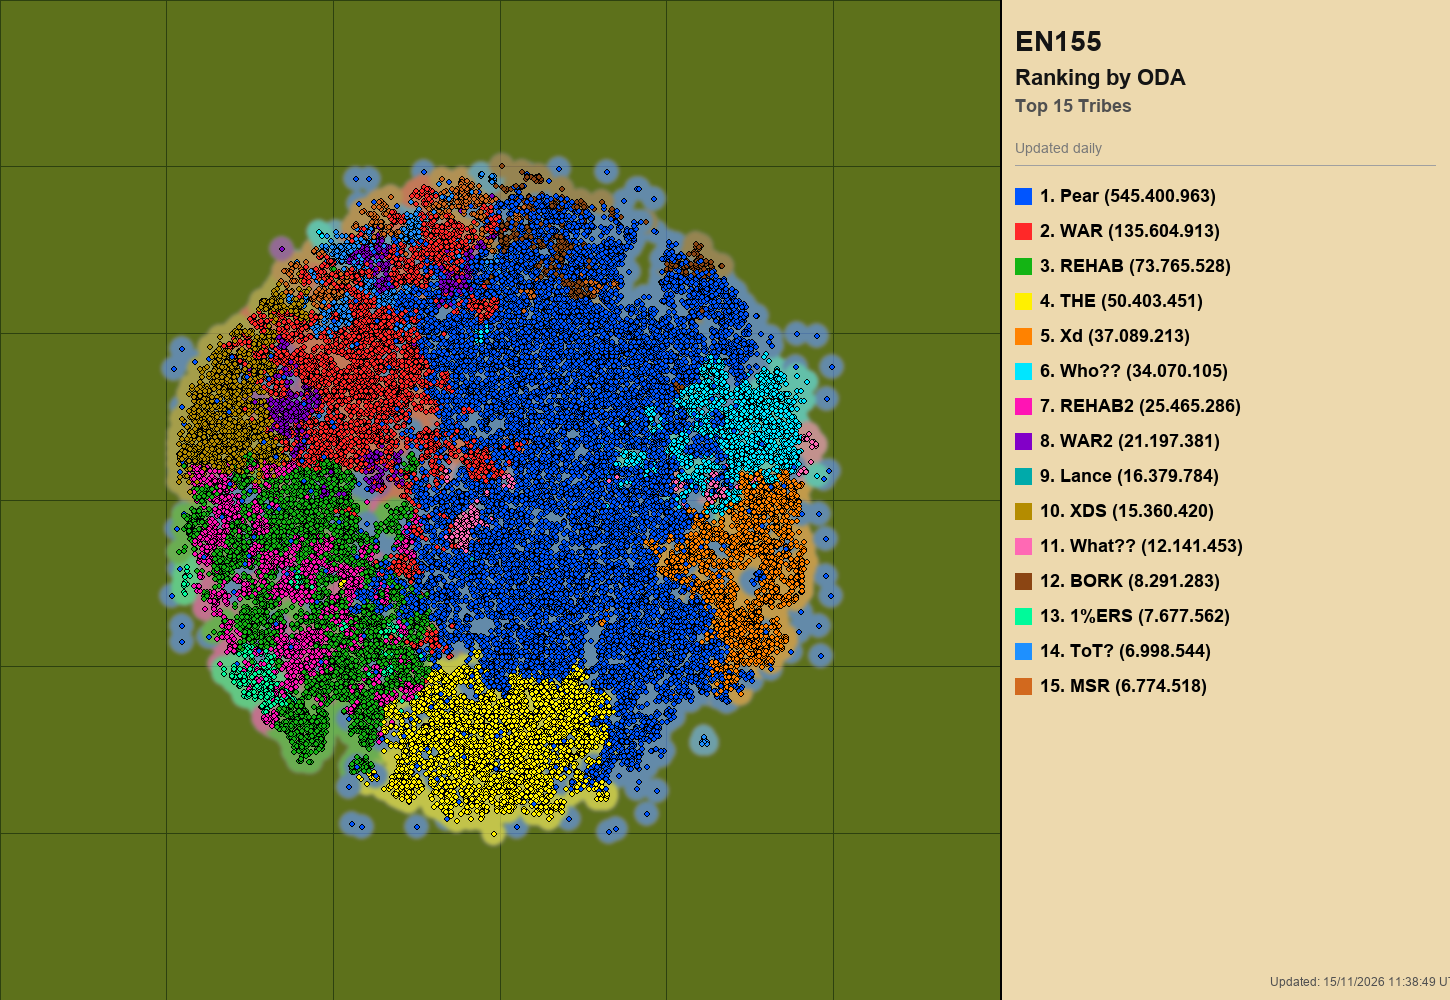 EN155
Ranking by ODA
Top 15 Tribes
Updated daily
1. Pear (545.400.963)
2. WAR (135.604.913)
3. REHAB (73.765.528)
4. THE (50.403.451)
5. Xd (37.089.213)
6. Who?? (34.070.105)
7. REHAB2 (25.465.286)
8. WAR2 (21.197.381)
9. Lance (16.379.784)
10. XDS (15.360.420)
11. What?? (12.141.453)
12. BORK (8.291.283)
13. 1%ERS (7.677.562)
14. ToT? (6.998.544)
15. MSR (6.774.518)
Updated: 15/11/2026 11:38:49